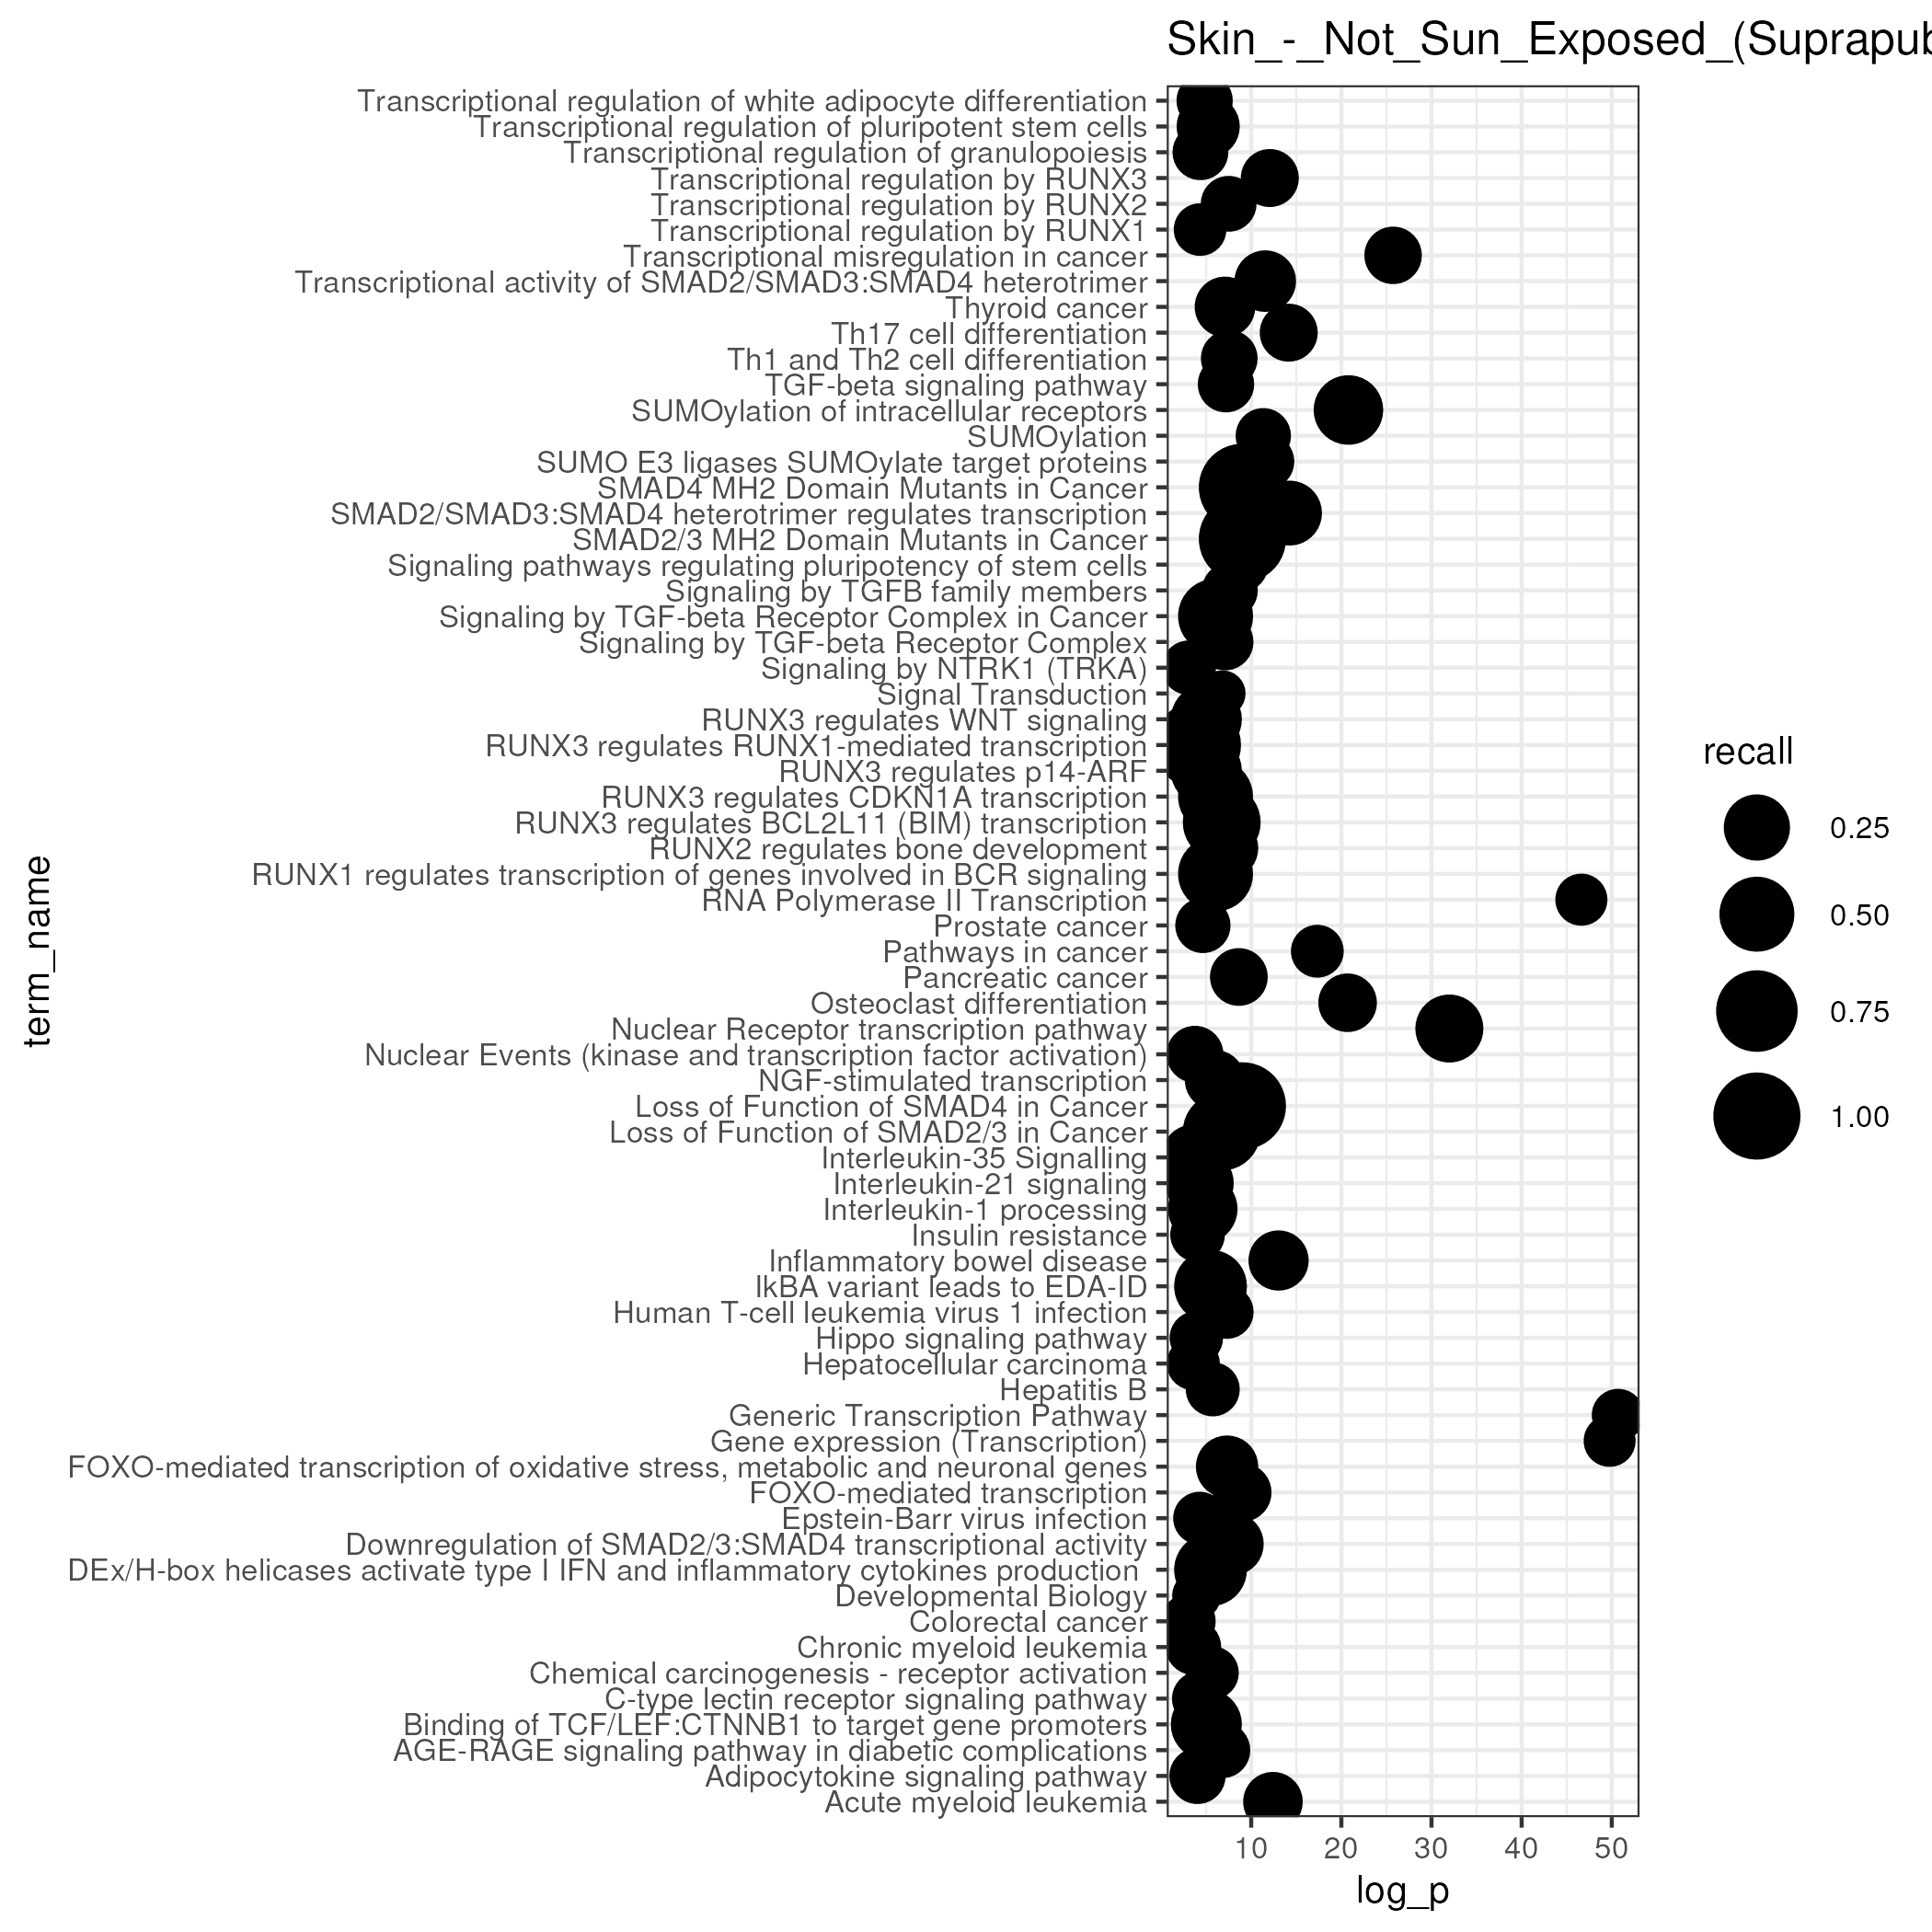 Skin_-_Not_Sun_Exposed_(Suprapub
Transcriptional regulation of white adipocyte differentiation
Transcriptional regulation of pluripotent stem cells
Transcriptional regulation of granulopoiesis
Transcriptional regulation by RUNX3
Transcriptional regulation by RUNX2
Transcriptional regulation by RUNX1
Transcriptional misregulation in cancer
Transcriptional activity of SMAD2/SMAD3:SMAD4 heterotrimer
Thyroid cancer
Th17 cell differentiation
Th1 and Th2 cell differentiation
TGF-beta signaling pathway
SUMOylation of intracellular receptors
SUMOylation
SUMO E3 ligases SUMOylate target proteins
SMAD4 MH2 Domain Mutants in Cancer
SMAD2/SMAD3:SMAD4 heterotrimer regulates transcription
SMAD2/3 MH2 Domain Mutants in Cancer
Signaling pathways regulating pluripotency of stem cells
Signaling by TGFB family members
Signaling by TGF-beta Receptor Complex in Cancer
Signaling by TGF-beta Receptor Complex
Signaling by NTRK1 (TRKA)
Signal Transduction
RUNX3 regulates WNT signaling
RUNX3 regulates RUNX1-mediated transcription
RUNX3 regulates p14-ARF
RUNX3 regulates CDKN1A transcription
RUNX3 regulates BCL2L11 (BIM) transcription
RUNX2 regulates bone development
RUNX1 regulates transcription of genes involved in BCR signaling
RNA Polymerase II Transcription
Prostate cancer
Pathways in cancer
Pancreatic cancer
Osteoclast differentiation
Nuclear Receptor transcription pathway
Nuclear Events (kinase and transcription factor activation)
NGF-stimulated transcription
Loss of Function of SMAD4 in Cancer
Loss of Function of SMAD2/3 in Cancer
Interleukin-35 Signalling
Interleukin-21 signaling
Interleukin-1 processing
Insulin resistance
Inflammatory bowel disease
IkBA variant leads to EDA-ID
Human T-cell leukemia virus 1 infection
Hippo signaling pathway
Hepatocellular carcinoma
Hepatitis B
Generic Transcription Pathway
Gene expression (Transcription)
FOXO-mediated transcription of oxidative stress, metabolic and neuronal genes
FOXO-mediated transcription
Epstein-Barr virus infection
Downregulation of SMAD2/3:SMAD4 transcriptional activity
DEx/H-box helicases activate type I IFN and inflammatory cytokines production
Developmental Biology
Colorectal cancer
Chronic myeloid leukemia
Chemical carcinogenesis - receptor activation
C-type lectin receptor signaling pathway
Binding of TCF/LEF:CTNNB1 to target gene promoters
AGE-RAGE signaling pathway in diabetic complications
Adipocytokine signaling pathway
Acute myeloid leukemia
10 20 30 40 50
log_p
term_name
recall
0.25
0.50
0.75
1.00